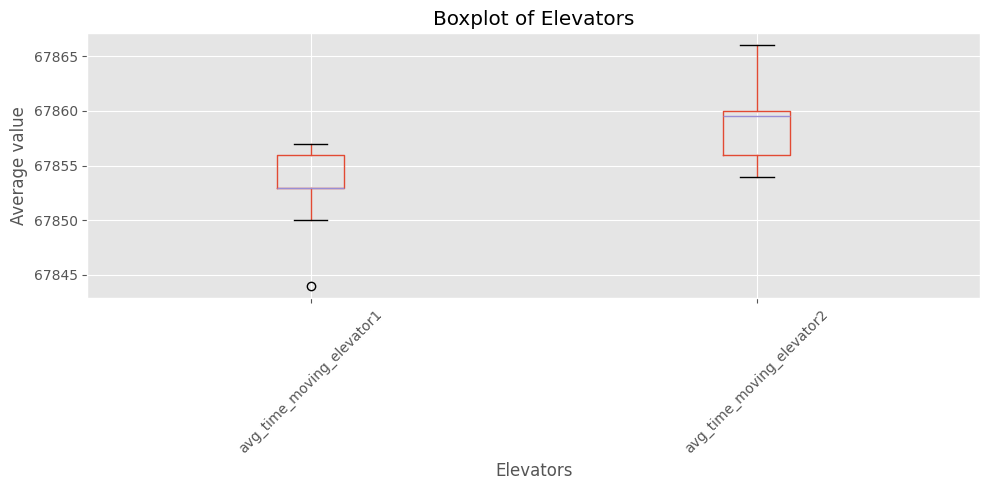 Boxplot of Elevators
Average value
67865
67860
67855
67850
67845
avg_time_moving_elevator1
avg_time_moving_elevator2
Elevators